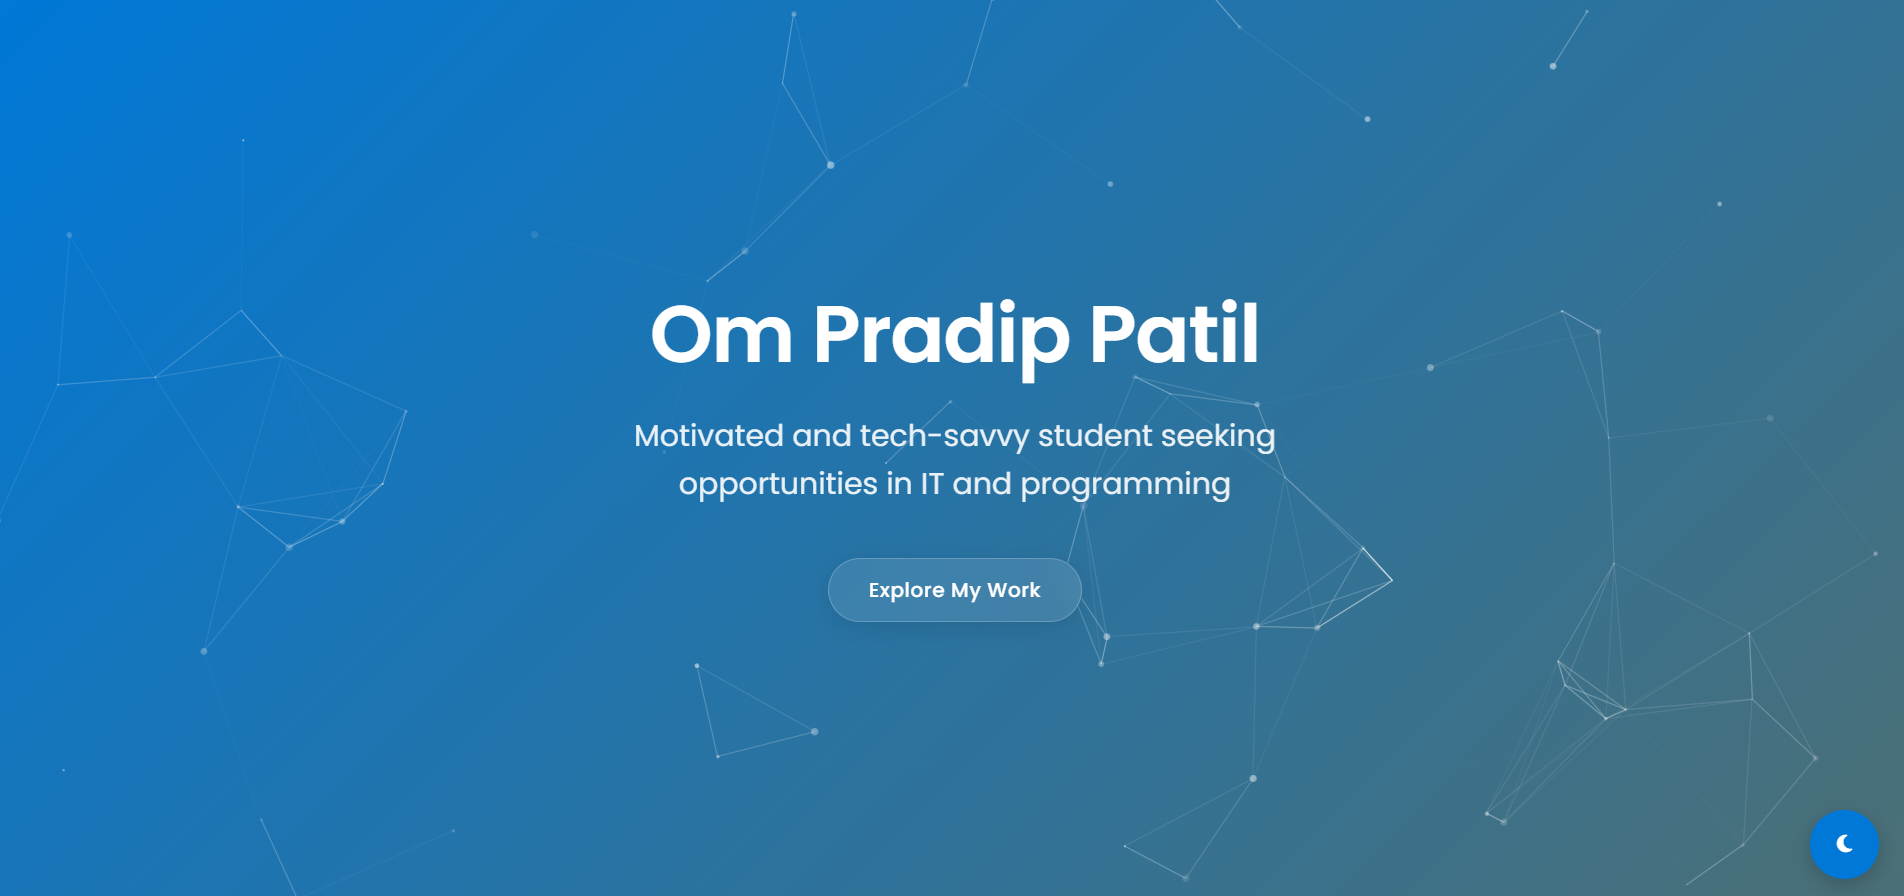 Om Pradip Patil
Motivated and tech-savvy student seeking
opportunities in IT and programming
Explore My Work